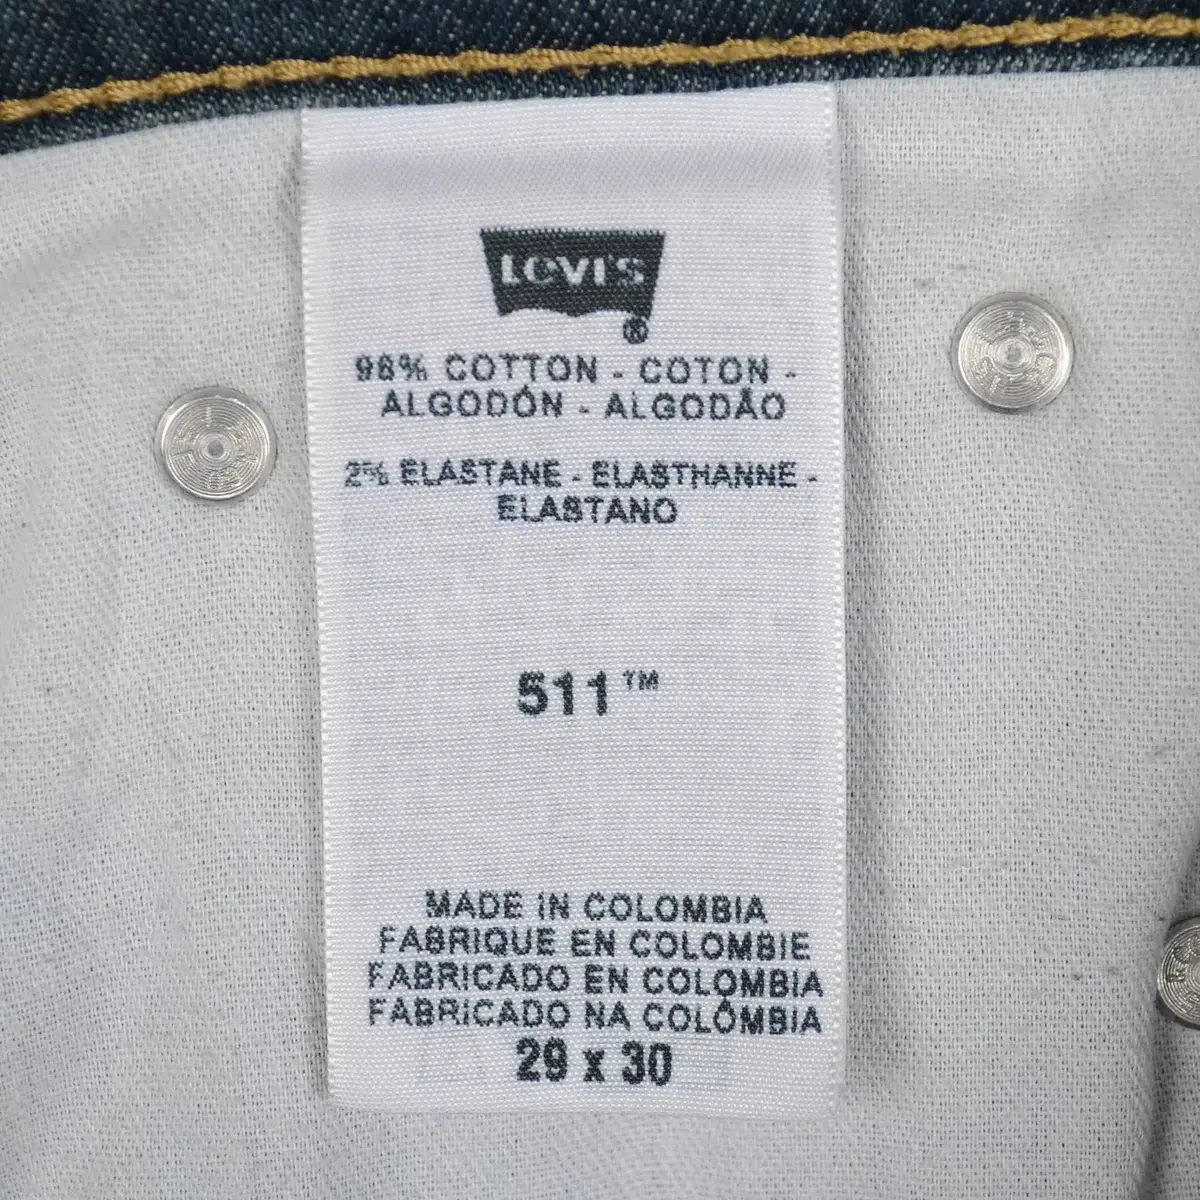 LEVI'S
®
98% COTTON - COTON -
ALGODÓN - ALGODÃO
2% ELASTANE - ELASTHANNE -
ELASTANO
511™
MADE IN COLOMBIA
FABRIQUE EN COLOMBIE
FABRICADO EN COLOMBIA
FABRICADO NA COLÔMBIA
29 x 30